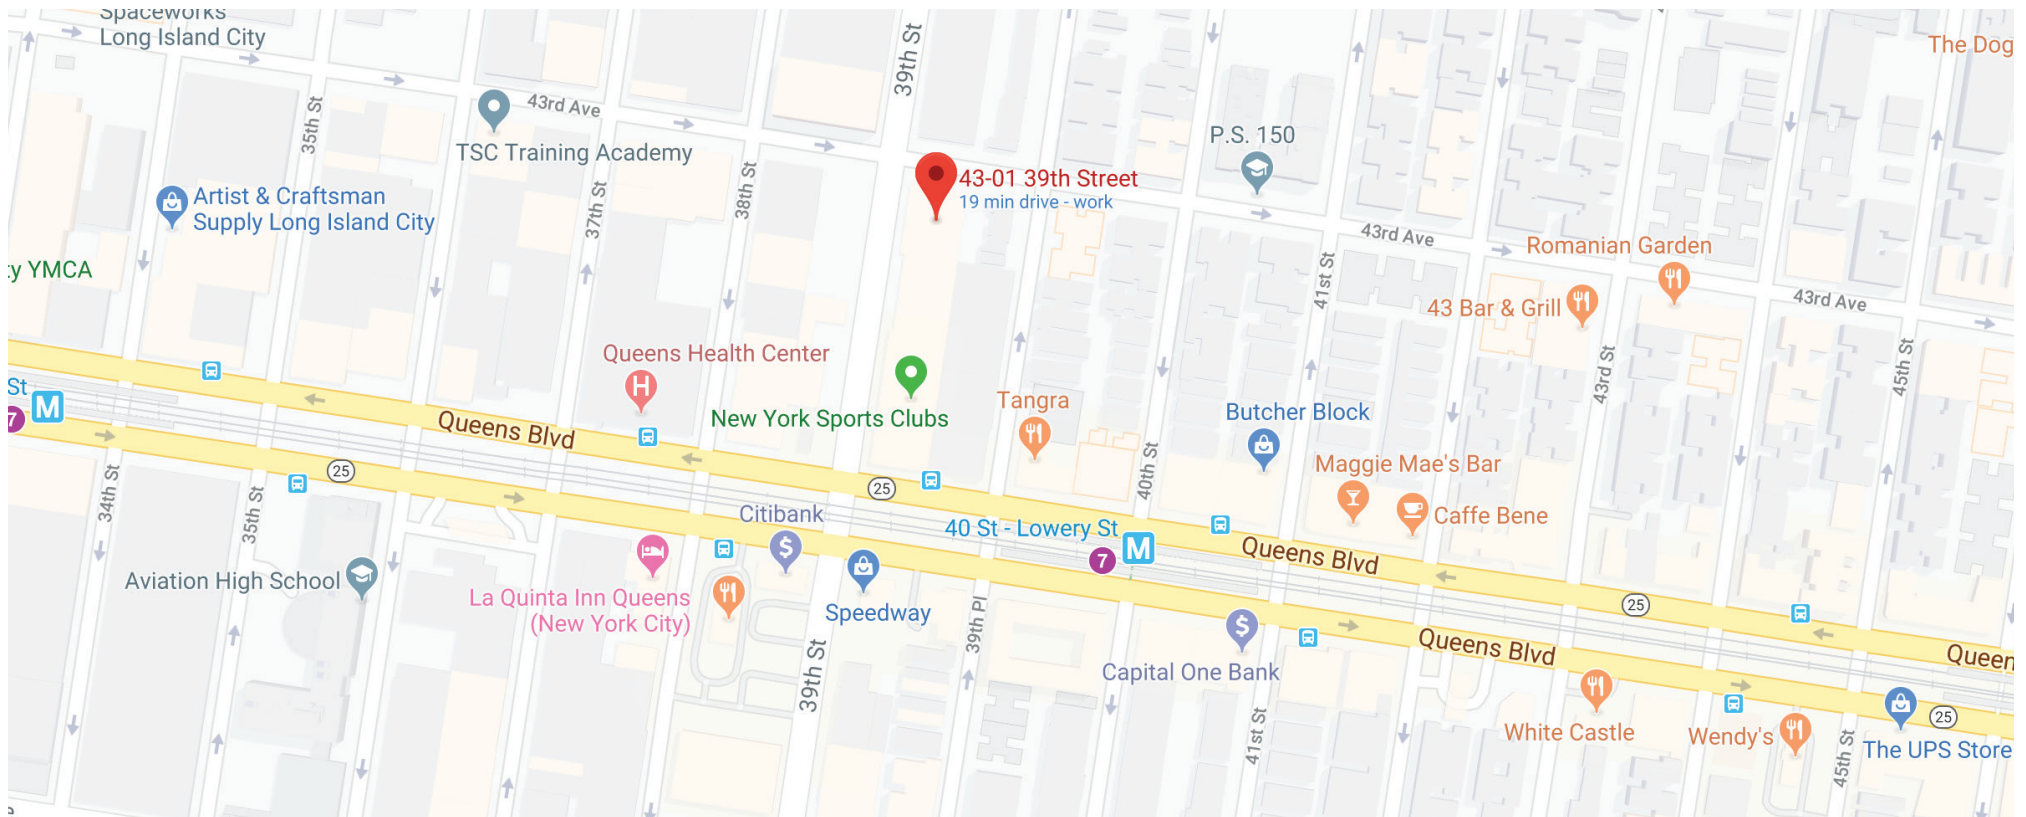 Spaceworks
Long Island City
39th St
The Dog
43rd Ave
35th St
TSC Training Academy
P.S. 150
38th St
37th St
43-01 39th Street
19 min drive - work
Artist & Craftsman
Supply Long Island City
43rd Ave
Romanian Garden
ty YMCA
41st St
43 Bar & Grill
43rd Ave
Queens Health Center
H
43rd St
45th St
St
M
7
Tangra
New York Sports Clubs
Butcher Block
Queens Blvd
25
34th St
35th St
40th St
Maggie Mae's Bar
25
Citibank
$
40 St - Lowery St
M
7
Caffe Bene
Queens Blvd
Aviation High School
La Quinta Inn Queens
(New York City)
Speedway
39th St
39th Pl
25
$
Capital One Bank
Queens Blvd
Queen
41st St
White Castle
Wendy's
45th St
25
The UPS Store
e